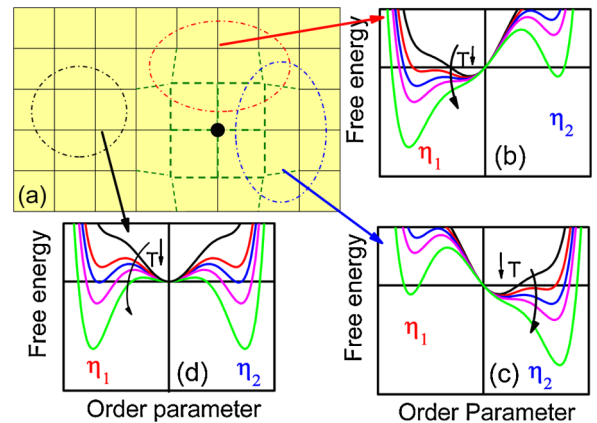 (a)
Free energy
T↓
η1
η2
(b)
Free energy
T↓
η1
η2
(d)
Order parameter
Free energy
↓T
η1
η2
(c)
Order Parameter